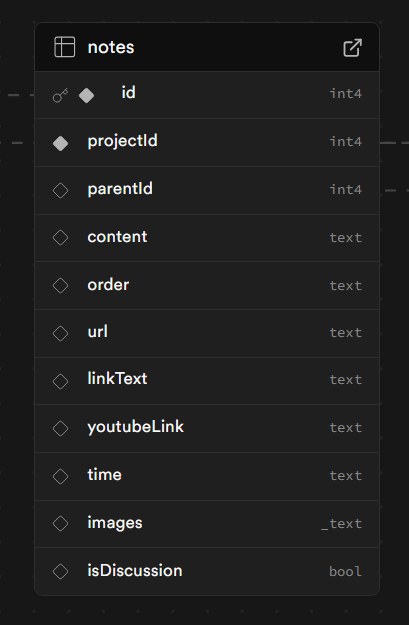 notes
id int4
projectId int4
parentId int4
content text
order text
url text
linkText text
youtubeLink text
time text
images _text
isDiscussion bool